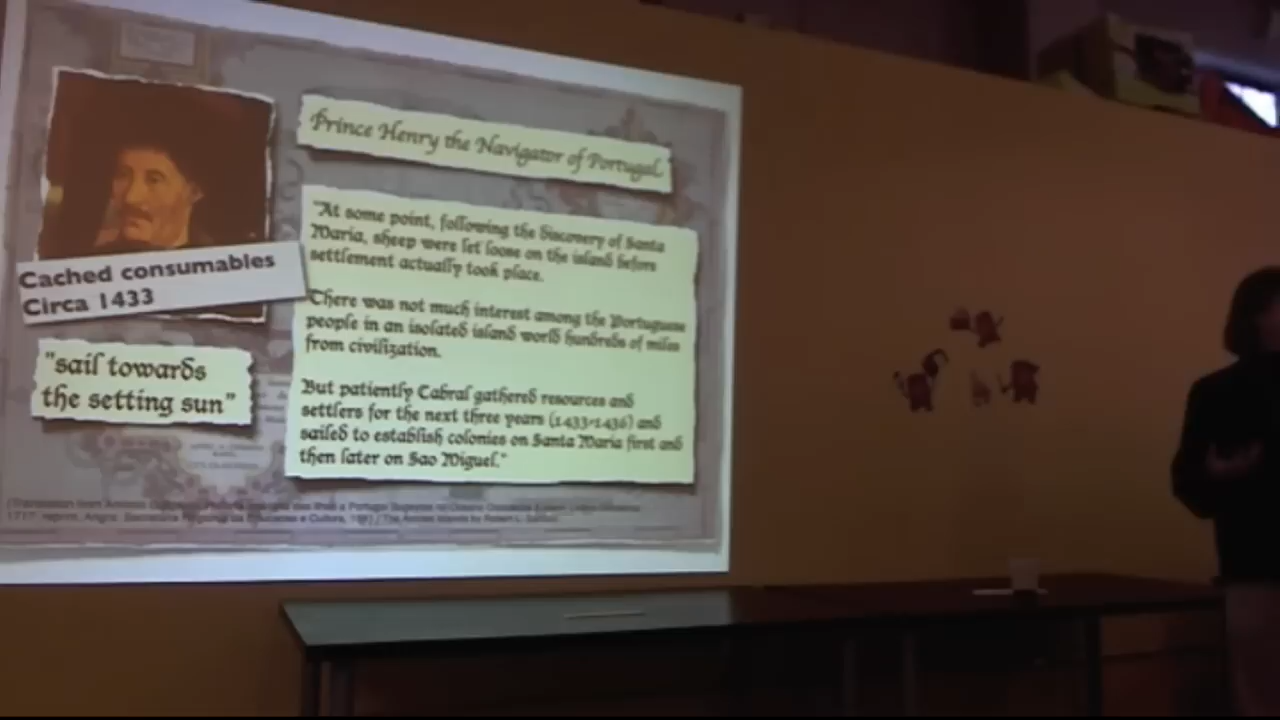 Prince Henry the Navigator of Portugal.
Cached consumables
Circa 1433
"sail towards
the setting sun"
"At some point, following the discovery of Santa
Maria, sheep were let loose on the island before
settlement actually took place.
There was not much interest among the Portuguese
people in an isolated island world hundreds of miles
from civilization.
But patiently Cabral gathered resources and
settlers for the next three years (1433-1436) and
sailed to establish colonies on Santa Maria first and
then later on Sao Miguel."